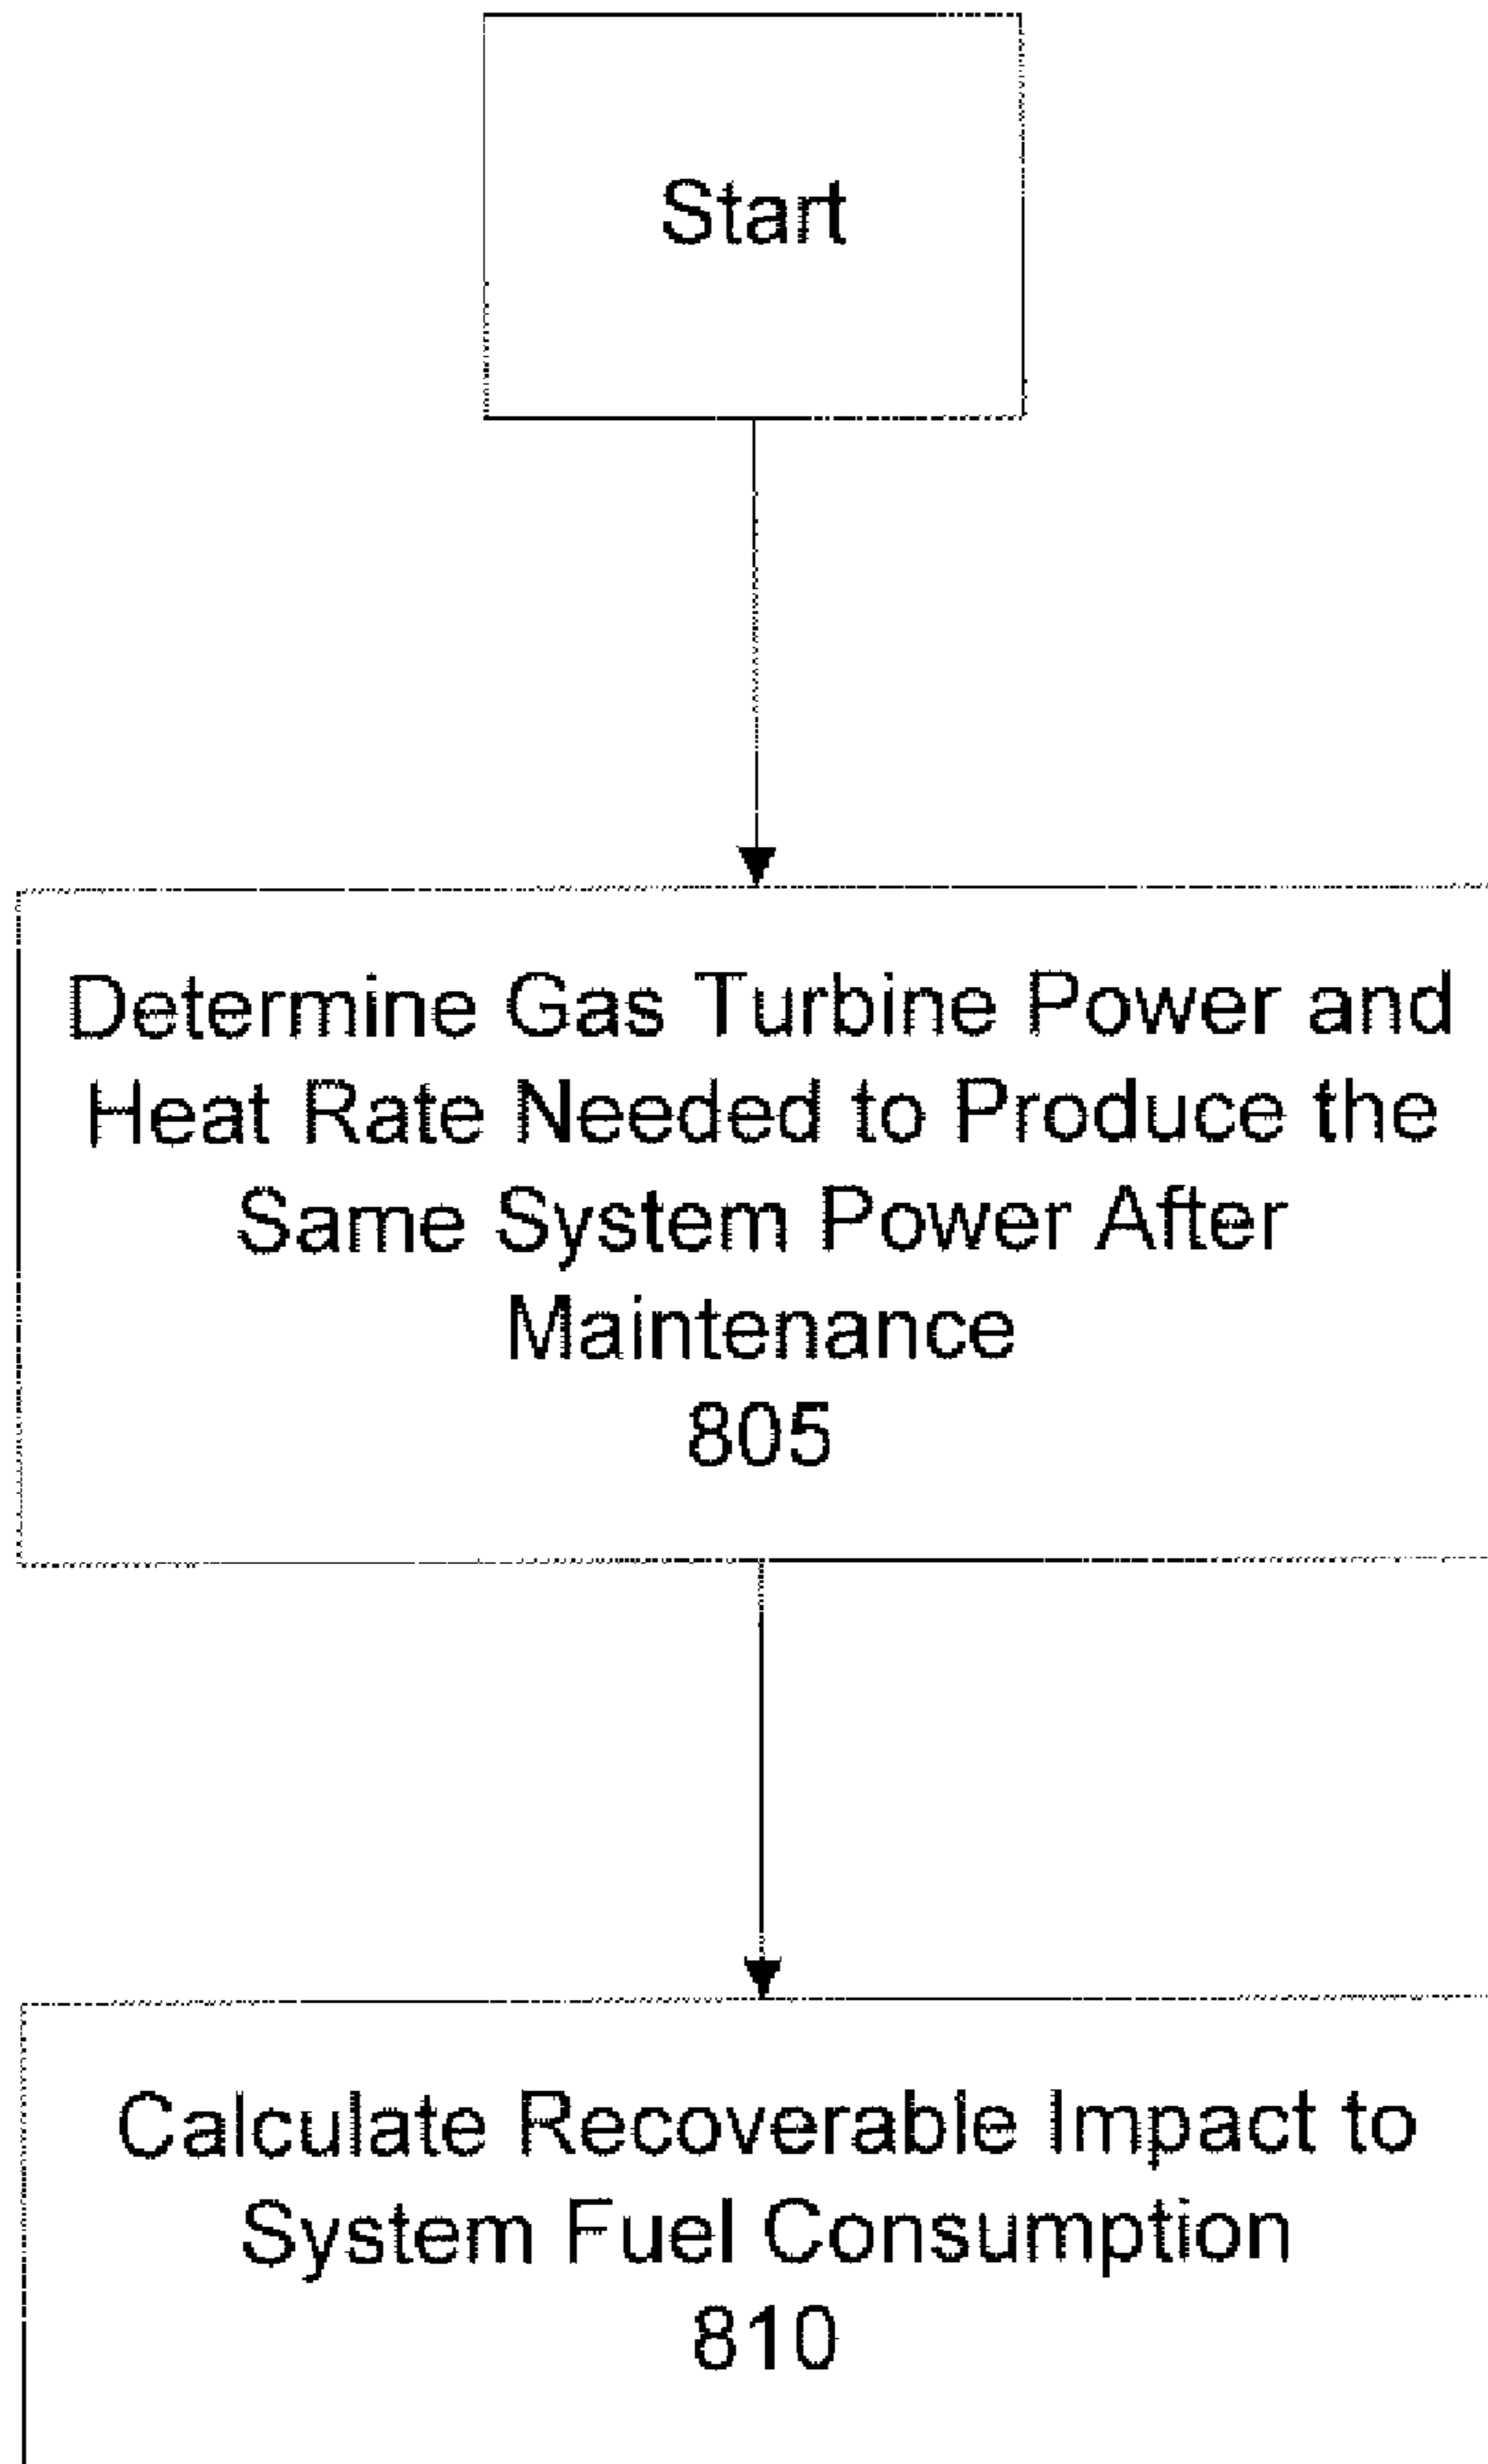 Start
Determine Gas Turbine Power and
Heat Rate Needed to Produce the
Same System Power After
Maintenance
805
Calculate Recoverable Impact to
System Fuel Consumption
810